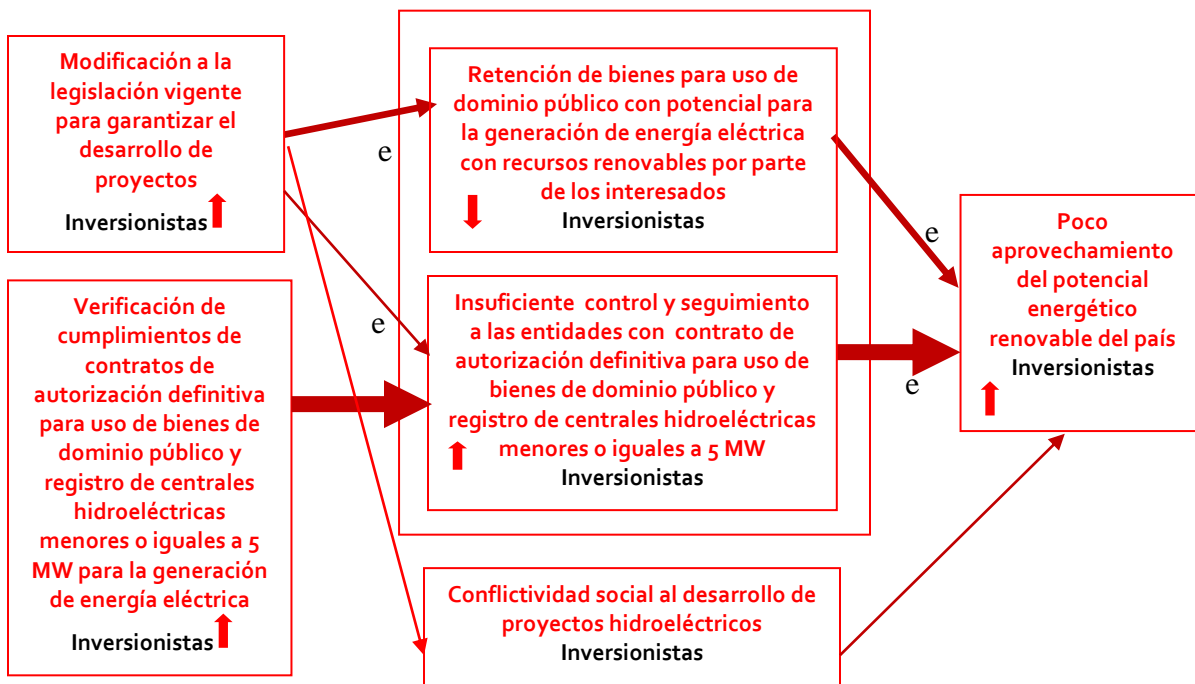 Modificación a la
legislación vigente
para garantizar el
desarrollo de
proyectos
Inversionistas
Verificación de
cumplimientos de
contratos de
autorización definitiva
para uso de bienes de
dominio público y
registro de centrales
hidroeléctricas
menores o iguales a 5
MW para la generación
de energía eléctrica
Inversionistas
e
e
Retención de bienes para uso de
dominio público con potencial para
la generación de energía eléctrica
con recursos renovables por parte
de los interesados
Inversionistas
Insuficiente control y seguimiento
a las entidades con contrato de
autorización definitiva para uso de
bienes de dominio público y
registro de centrales hidroeléctricas
menores o iguales a 5 MW
Inversionistas
Conflictividad social al desarrollo de
proyectos hidroeléctricos
Inversionistas
e
e
Poco
aprovechamiento
del potencial
energético
renovable del país
Inversionistas